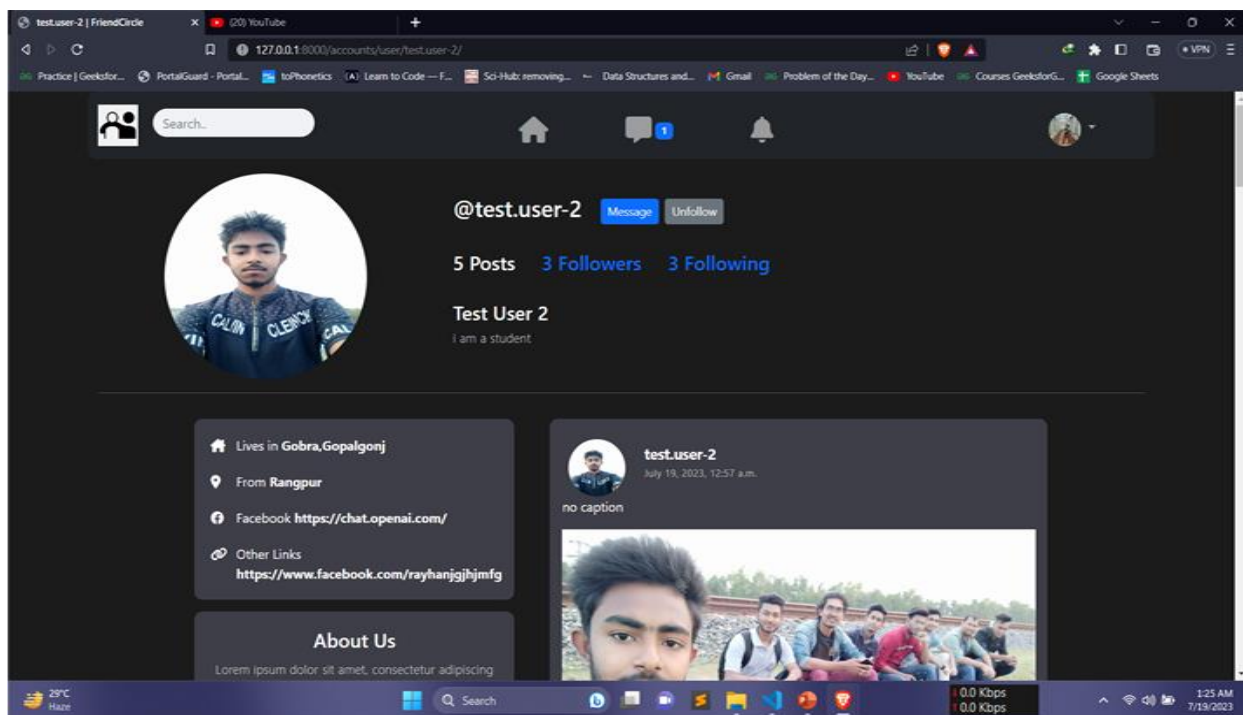 test.user-2 | FriendCircle
(20) YouTube
127.0.0.1:8000/accounts/user/test.user-2/
VPN
Practice | Geeksfor...
PortalGuard - Portal...
toPhonetics
Learn to Code — F...
Sci-Hub: removing...
Data Structures and...
Gmail
Problem of the Day...
YouTube
Courses GeeksforG...
Google Sheets
Search..
1
@test.user-2 Message Unfollow
5 Posts 3 Followers 3 Following
Test User 2
i am a student
Lives in Gobra,Gopalgonj
From Rangpur
Facebook https://chat.openai.com/
Other Links
https://www.facebook.com/rayhanjgjhjmfg
About Us
Lorem ipsum dolor sit amet, consectetur adipiscing
test.user-2
July 19, 2023, 12:57 a.m.
no caption
CALVIN CLEINCK CAL
29°C
Haze
Search
0.0 Kbps
0.0 Kbps
1:25 AM
7/19/2023